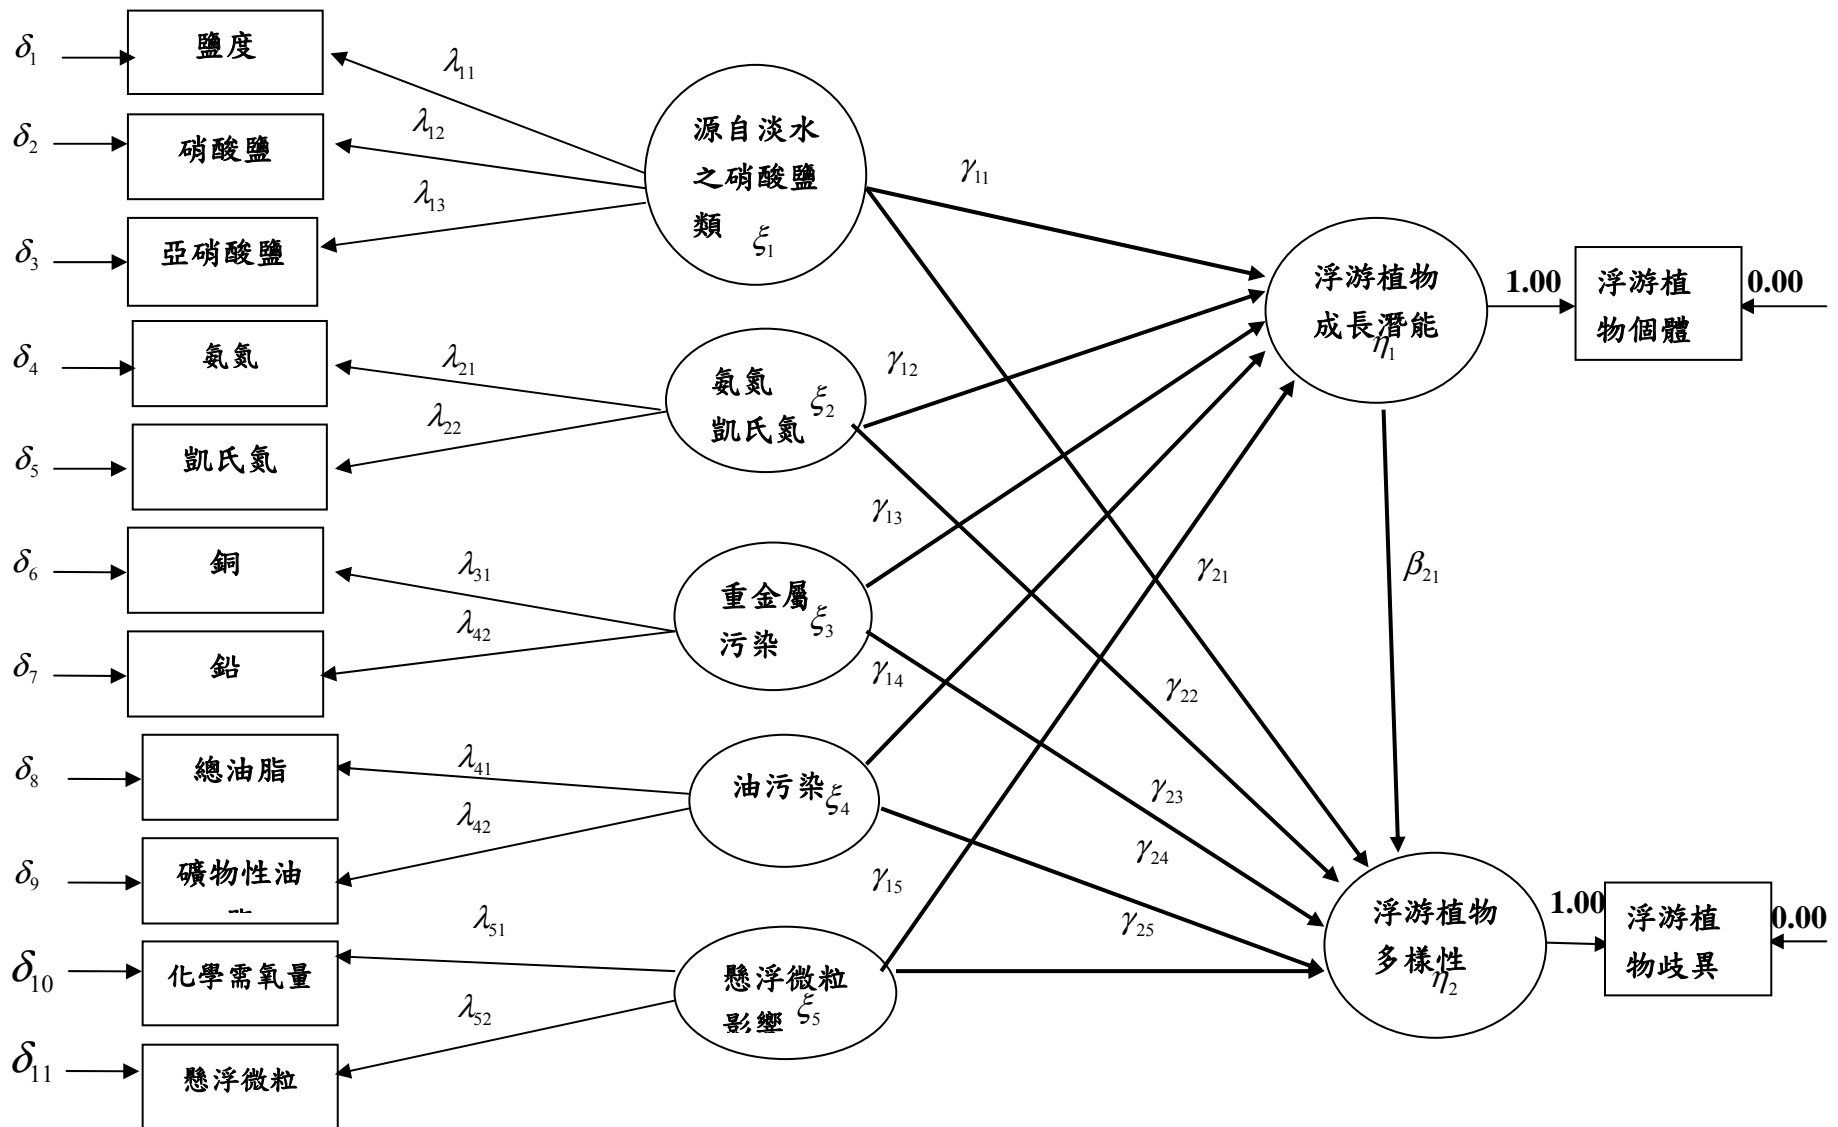 δ1
鹽度
δ2
硝酸鹽
δ3
亞硝酸鹽
δ4
氨氮
δ5
凱氏氮
δ6
銅
δ7
鉛
δ8
總油脂
δ9
礦物性油
δ10
化學需氧量
δ11
懸浮微粒
λ11
λ12
λ13
λ21
λ22
λ31
λ42
λ41
λ42
λ51
λ52
源自淡水
之硝酸鹽
類 ξ1
氨氮
凱氏氮 ξ2
重金屬
污染 ξ3
油污染 ξ4
懸浮微粒
影響 ξ5
γ11
γ12
γ13
γ14
γ15
γ21
γ22
γ23
γ24
γ25
β21
浮游植物
成長潛能
η1
1.00
浮游植
物個體
0.00
浮游植物
多樣性
η2
1.00
浮游植
物歧異
0.00